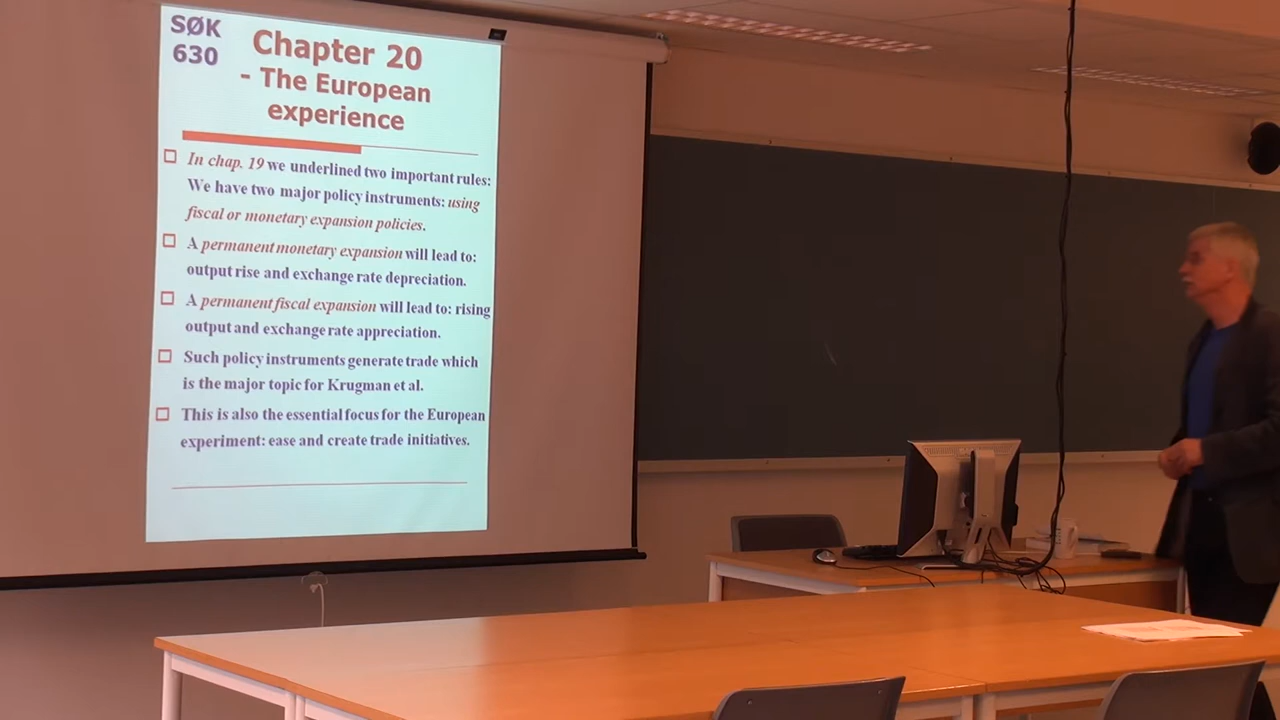 SØK
630
Chapter 20
- The European
experience
In chap. 19 we underlined two important rules:
We have two major policy instruments: using
fiscal or monetary expansion policies.
A permanent monetary expansion will lead to:
output rise and exchange rate depreciation.
A permanent fiscal expansion will lead to: rising
output and exchange rate appreciation.
Such policy instruments generate trade which
is the major topic for Krugman et al.
This is also the essential focus for the European
experiment: ease and create trade initiatives.